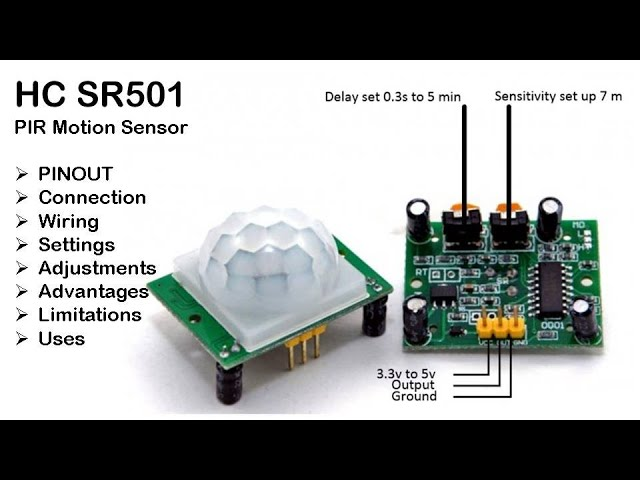 HC SR501
PIR Motion Sensor
➢ PINOUT
➢ Connection
➢ Wiring
➢ Settings
➢ Adjustments
➢ Advantages
➢ Limitations
➢ Uses
Delay set 0.3s to 5 min
Sensitivity set up 7 m
RT
3.3v to 5v
Output
Ground